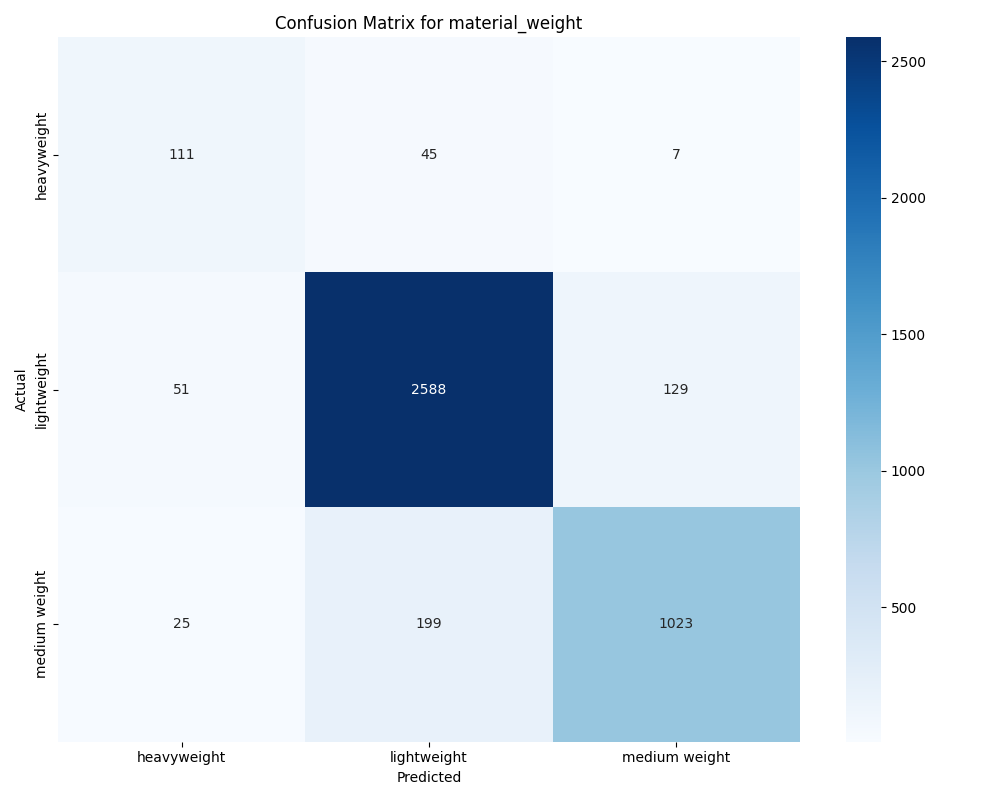 Confusion Matrix for material_weight
Actual
heavyweight
lightweight
medium weight
111
45
7
51
2588
129
25
199
1023
heavyweight
lightweight
medium weight
Predicted
2500
2000
1500
1000
500